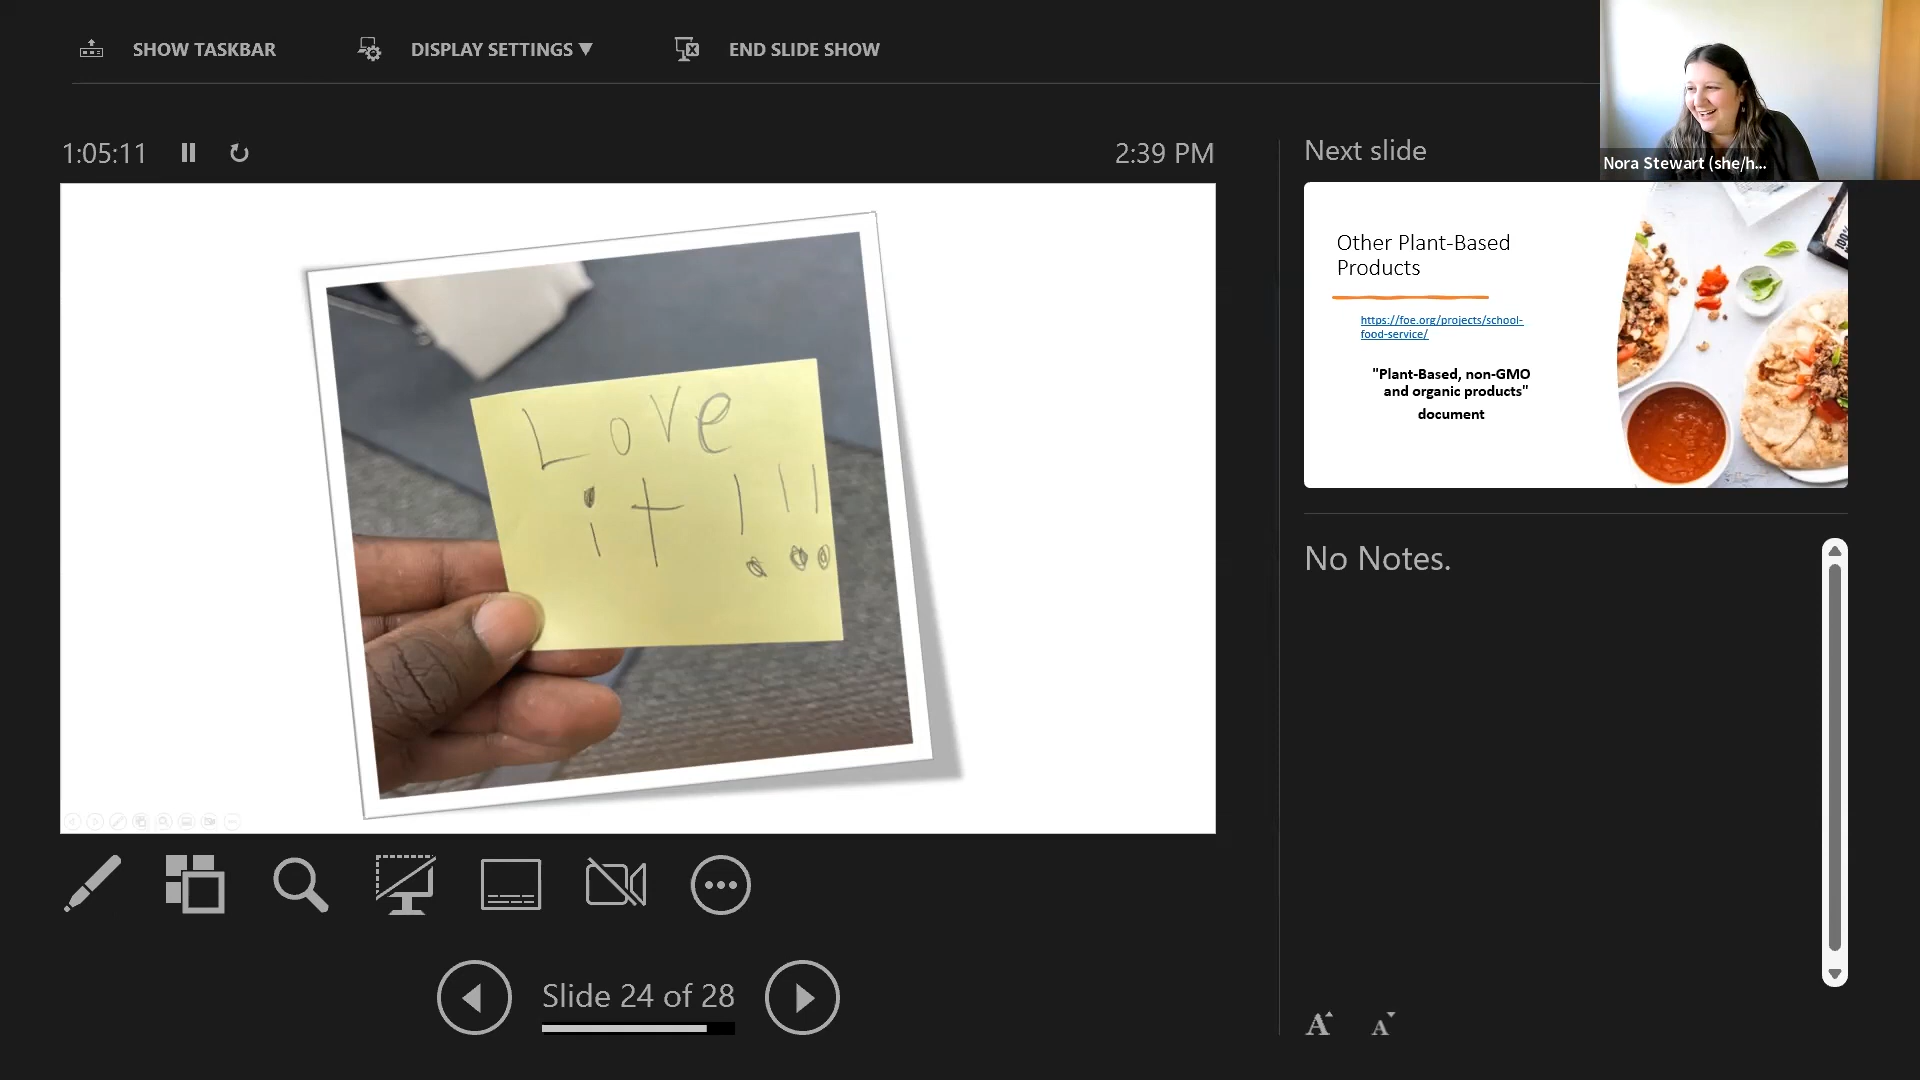 SHOW TASKBAR
DISPLAY SETTINGS ▼
END SLIDE SHOW
Nora Stewart (she/h...
1:05:11
2:39 PM
Love
it !!!
Slide 24 of 28
Next slide
Other Plant-Based
Products
https://foe.org/projects/school-
food-service/
"Plant-Based, non-GMO
and organic products"
document
No Notes.
A
A